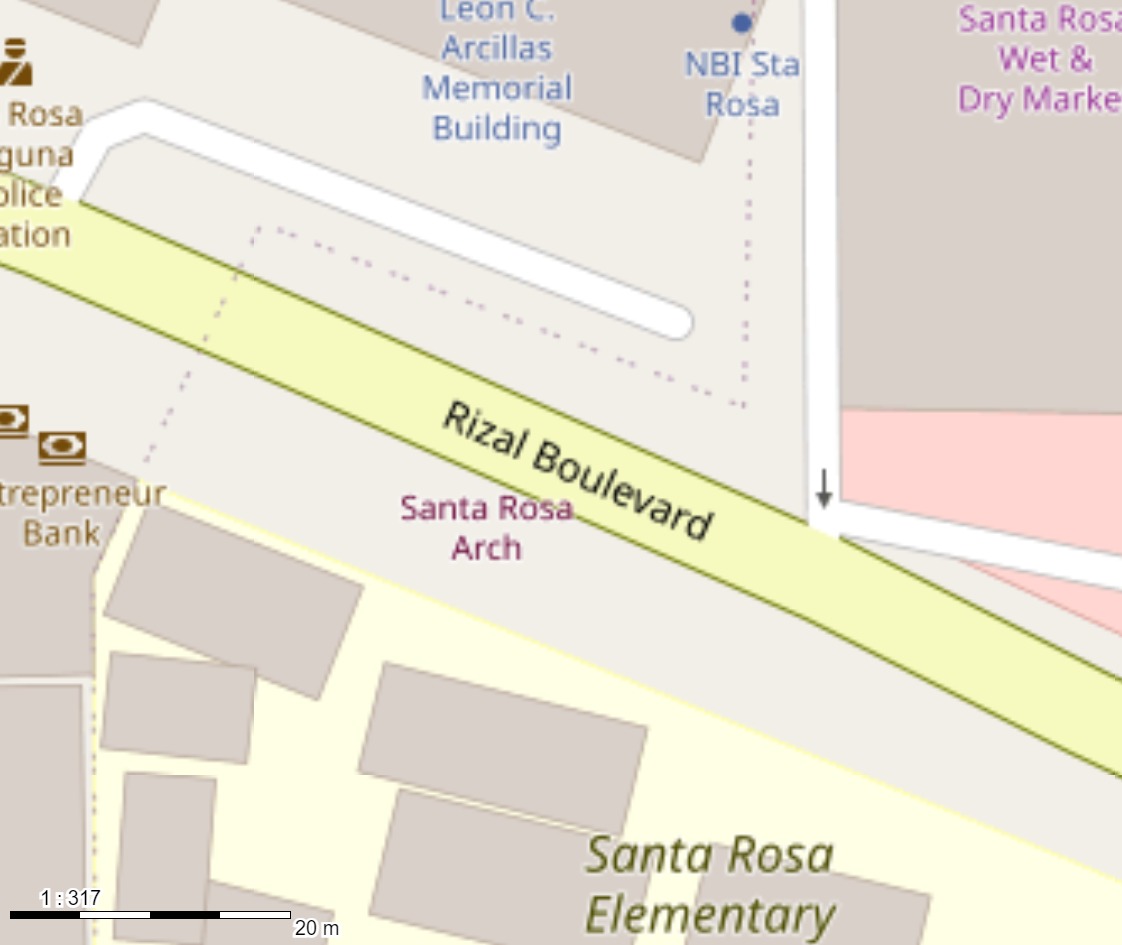 Leon C.
Arcillas
Memorial
Building
NBI Sta
Rosa
Santa Rosa
Wet &
Dry Marke
Rosa
guna
olice
ation
Rizal Boulevard
Santa Rosa
Arch
trepreneur
Bank
Santa Rosa
Elementary
1 : 317
20 m